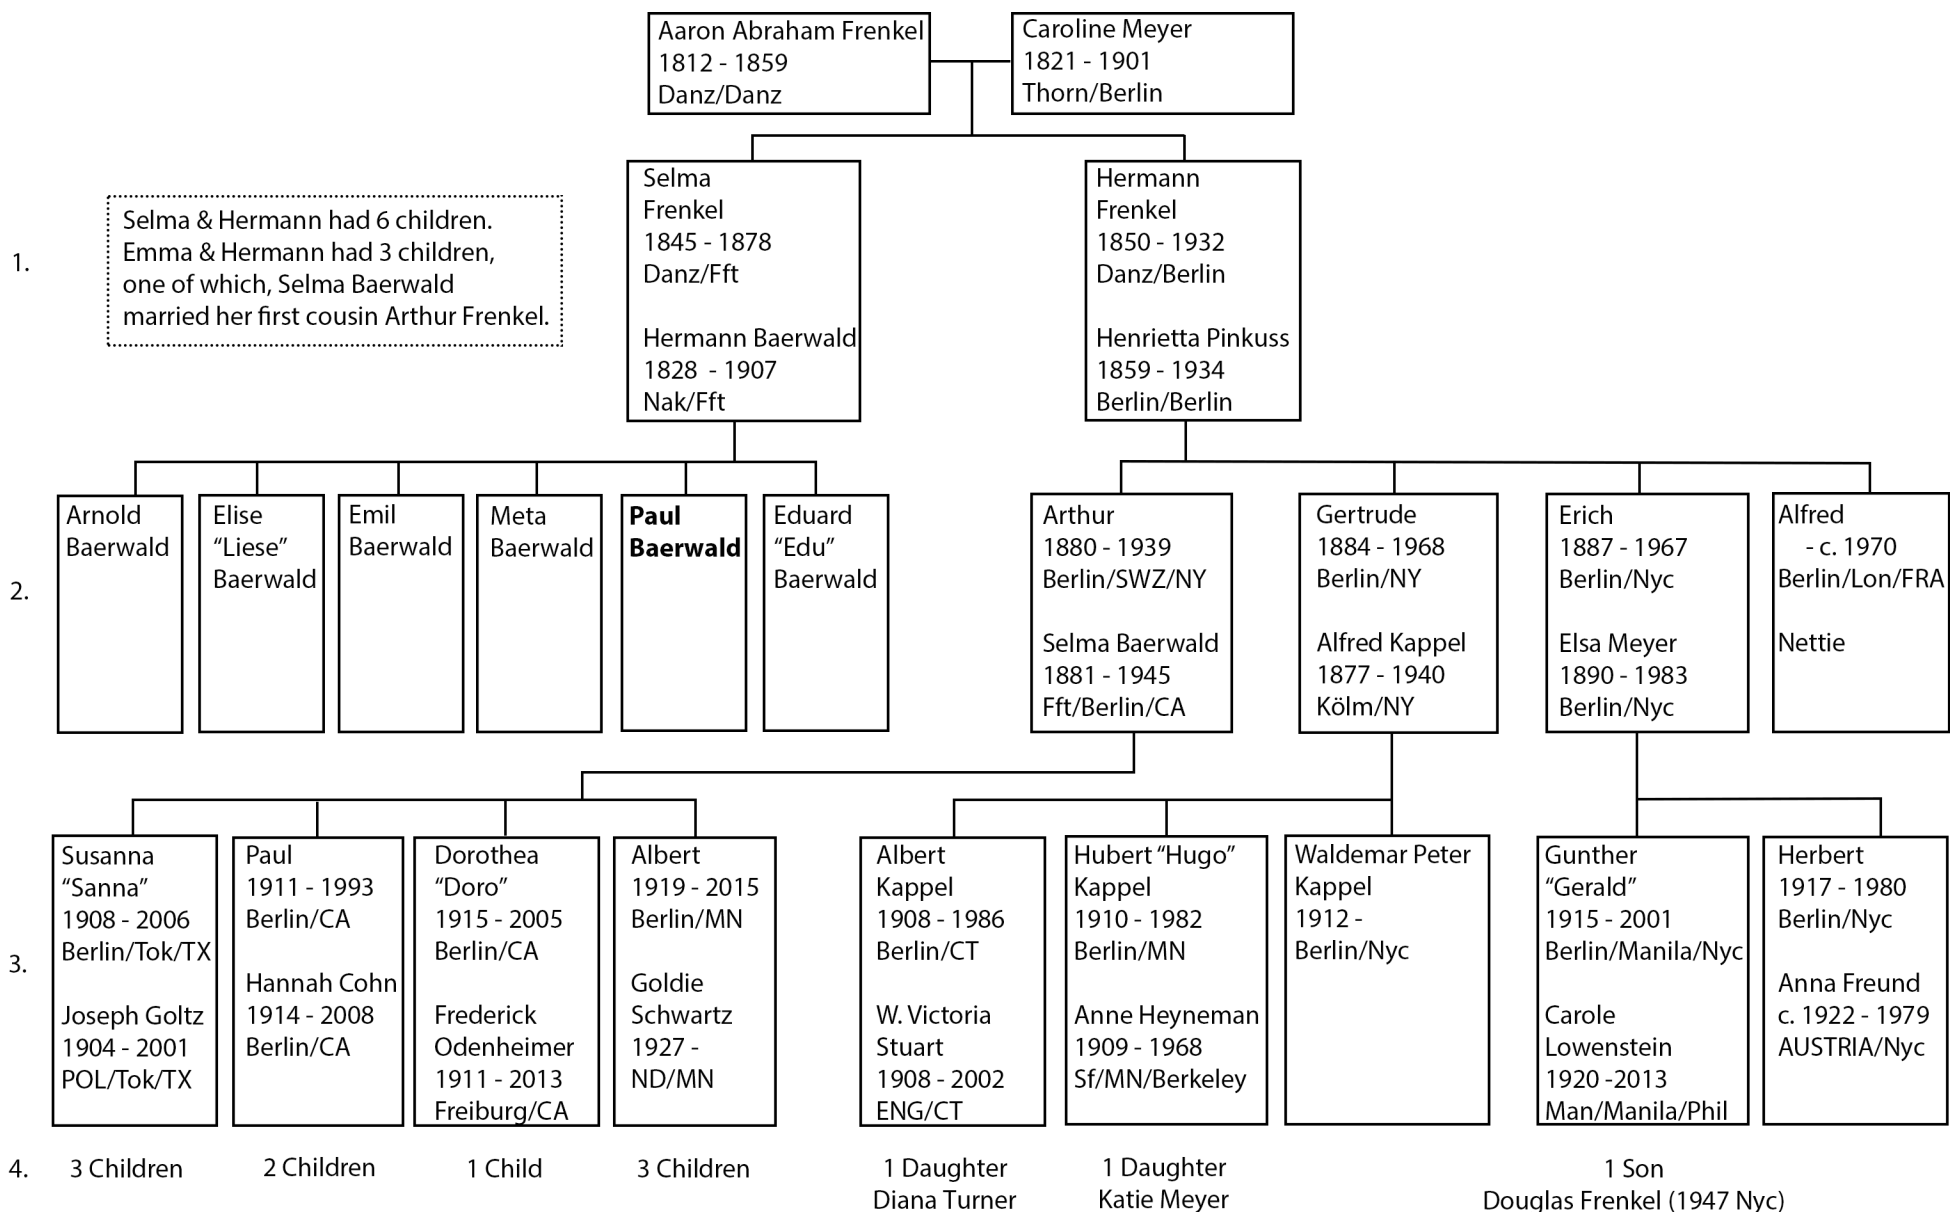 Aaron Abraham Frenkel
1812 - 1859
Danz/Danz
Caroline Meyer
1821 - 1901
Thorn/Berlin
1.
Selma & Hermann had 6 children.
Emma & Hermann had 3 children,
one of which, Selma Baerwald
married her first cousin Arthur Frenkel.
Selma
Frenkel
1845 - 1878
Danz/Fft
Hermann Baerwald
1828 - 1907
Nak/Fft
Hermann
Frenkel
1850 - 1932
Danz/Berlin
Henrietta Pinkuss
1859 - 1934
Berlin/Berlin
2.
Arnold
Baerwald
Elise
“Liese”
Baerwald
Emil
Baerwald
Meta
Baerwald
Paul
Baerwald
Eduard
“Edu”
Baerwald
Arthur
1880 - 1939
Berlin/SWZ/NY
Selma Baerwald
1881 - 1945
Fft/Berlin/CA
Gertrude
1884 - 1968
Berlin/NY
Alfred Kappel
1877 - 1940
Kölm/NY
Erich
1887 - 1967
Berlin/Nyc
Elsa Meyer
1890 - 1983
Berlin/Nyc
Alfred
- c. 1970
Berlin/Lon/FRA
Nettie
3.
Susanna
“Sanna”
1908 - 2006
Berlin/Tok/TX
Joseph Goltz
1904 - 2001
POL/Tok/TX
Paul
1911 - 1993
Berlin/CA
Hannah Cohn
1914 - 2008
Berlin/CA
Dorothea
“Doro”
1915 - 2005
Berlin/CA
Frederick
Odenheimer
1911 - 2013
Freiburg/CA
Albert
1919 - 2015
Berlin/MN
Goldie
Schwartz
1927 -
ND/MN
Albert
Kappel
1908 - 1986
Berlin/CT
W. Victoria
Stuart
1908 - 2002
ENG/CT
Hubert “Hugo”
Kappel
1910 - 1982
Berlin/MN
Anne Heyneman
1909 - 1968
Sf/MN/Berkeley
Waldemar Peter
Kappel
1912 -
Berlin/Nyc
Gunther
“Gerald”
1915 - 2001
Berlin/Manila/Nyc
Carole
Lowenstein
1920 -2013
Man/Manila/Phil
Herbert
1917 - 1980
Berlin/Nyc
Anna Freund
c. 1922 - 1979
AUSTRIA/Nyc
4.
3 Children
2 Children
1 Child
3 Children
1 Daughter
Diana Turner
1 Daughter
Katie Meyer
1 Son
Douglas Frenkel (1947 Nyc)